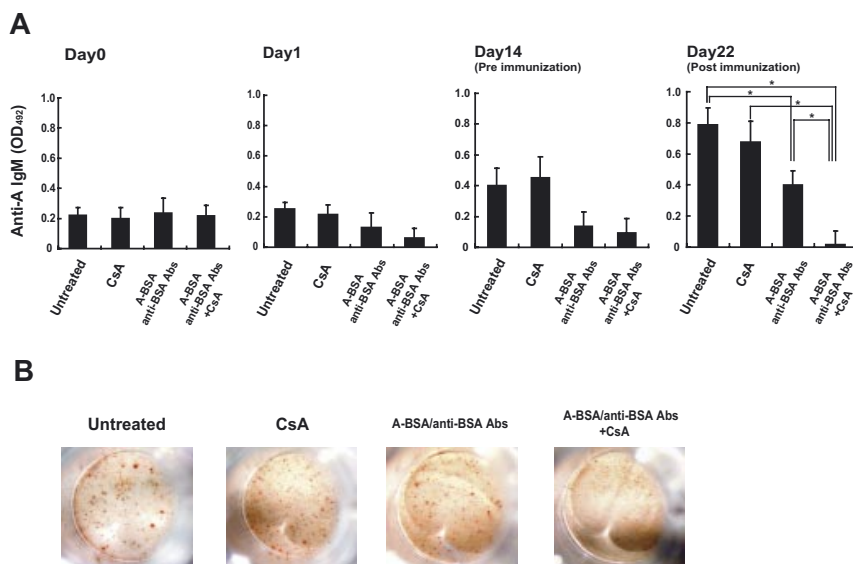 A
Day0
Day1
Day14
(Pre immunization)
Day22
(Post immunization)
Anti-A IgM (OD492)
1.0
0.8
0.6
0.4
0.2
0
Untreated
CsA
A-BSA
anti-BSA Abs
A-BSA
anti-BSA Abs
+CsA
1.0
0.8
0.6
0.4
0.2
0
Untreated
CsA
A-BSA
anti-BSA Abs
A-BSA
anti-BSA Abs
+CsA
1.0
0.8
0.6
0.4
0.2
0
Untreated
CsA
A-BSA
anti-BSA Abs
A-BSA
anti-BSA Abs
+CsA
1.0
0.8
0.6
0.4
0.2
0
*
*
*
*
Untreated
CsA
A-BSA
anti-BSA Abs
A-BSA
anti-BSA Abs
+CsA
B
Untreated
CsA
A-BSA/anti-BSA Abs
A-BSA/anti-BSA Abs
+CsA